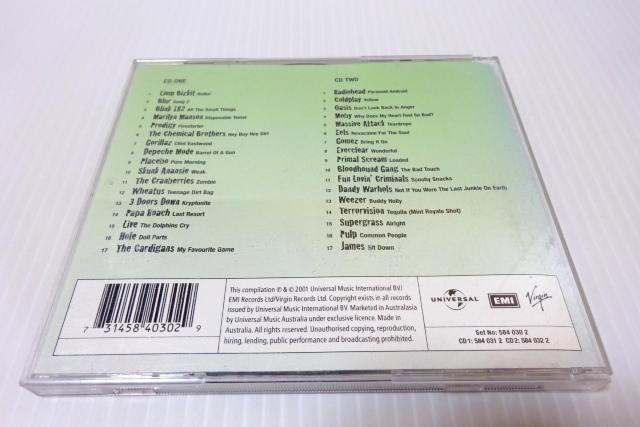 CD ONE
1 Limp Bizkit Rollin'
2 Blur Song 2
3 Blink 182 All The Small Things
4 Marilyn Manson Disposable Teens
5 Prodigy Firestarter
6 The Chemical Brothers Hey Boy Hey Girl
7 Gorillaz Clint Eastwood
8 Depeche Mode Barrel Of A Gun
9 Placebo Pure Morning
10 Skunk Anansie Weak
11 The Cranberries Zombie
12 Wheatus Teenage Dirt Bag
13 3 Doors Down Kryptonite
14 Papa Roach Last Resort
15 Live The Dolphins Cry
16 Hole Doll Parts
17 The Cardigans My Favourite Game
CD TWO
1 Radiohead Paranoid Android
2 Coldplay Yellow
3 Oasis Don't Look Back In Anger
4 Moby Why Does My Heart Feel So Bad?
5 Massive Attack Teardrops
6 Eels Novocaine For The Soul
7 Gomez Bring It On
8 Everclear Wonderful
9 Primal Scream Loaded
10 Bloodhound Gang The Bad Touch
11 Fun Lovin' Criminals Scooby Snacks
12 Dandy Warhols Not If You Were The Last Junkie On Earth
13 Weezer Buddy Holly
14 Terrorvision Tequila (Mint Royale Shot)
15 Supergrass Alright
16 Pulp Common People
17 James Sit Down
7 31458 40302 9
This compilation ℗ & © 2001 Universal Music International BV/
EMI Records Ltd/Virgin Records Ltd. Copyright exists in all records
issued by Universal Music International BV. Marketed in Australasia
by Universal Music Australia under exclusive licence. Made in
Australia. All rights reserved. Unauthorised copying, reproduction,
hiring, lending, public performance and broadcasting prohibited.
UNIVERSAL
EMI
Virgin
Set No: 584 030 2
CD 1: 584 031 2 CD 2: 584 032 2